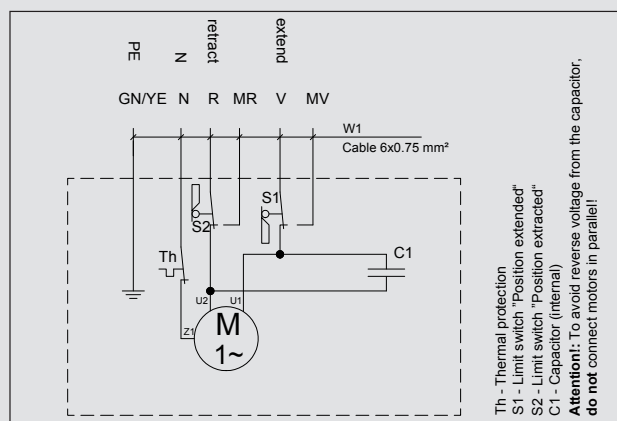 PE N retract extend
GN/YE N R MR V MV
W1
Cable 6x0.75 mm²
S1
S2
Th
C1
U2 U1
Z1
M
1~
Th - Thermal protection
S1 - Limit switch "Position extended"
S2 - Limit switch "Position extracted"
C1 - Capacitor (internal)
Attention!: To avoid reverse voltage from the capacitor,
do not connect motors in parallel!